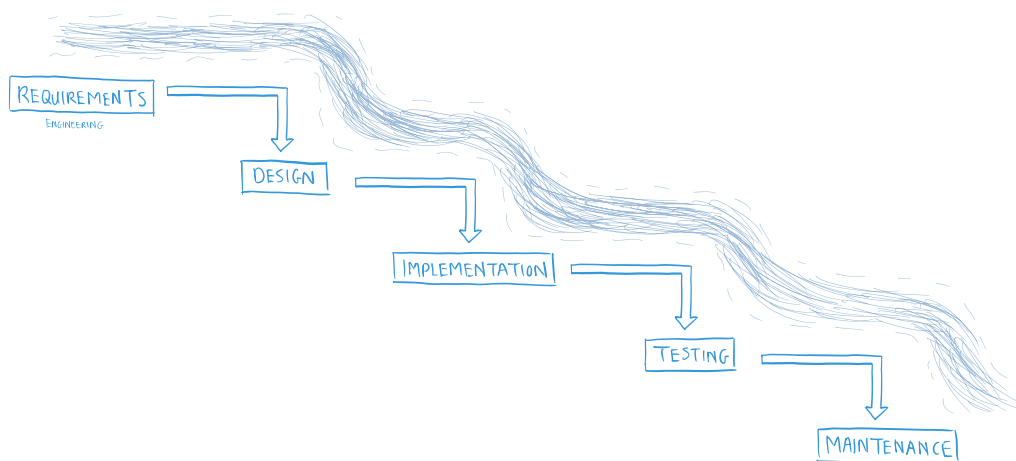 REQUIREMENTS
ENGINEERING
DESIGN
IMPLEMENTATION
TESTING
MAINTENANCE